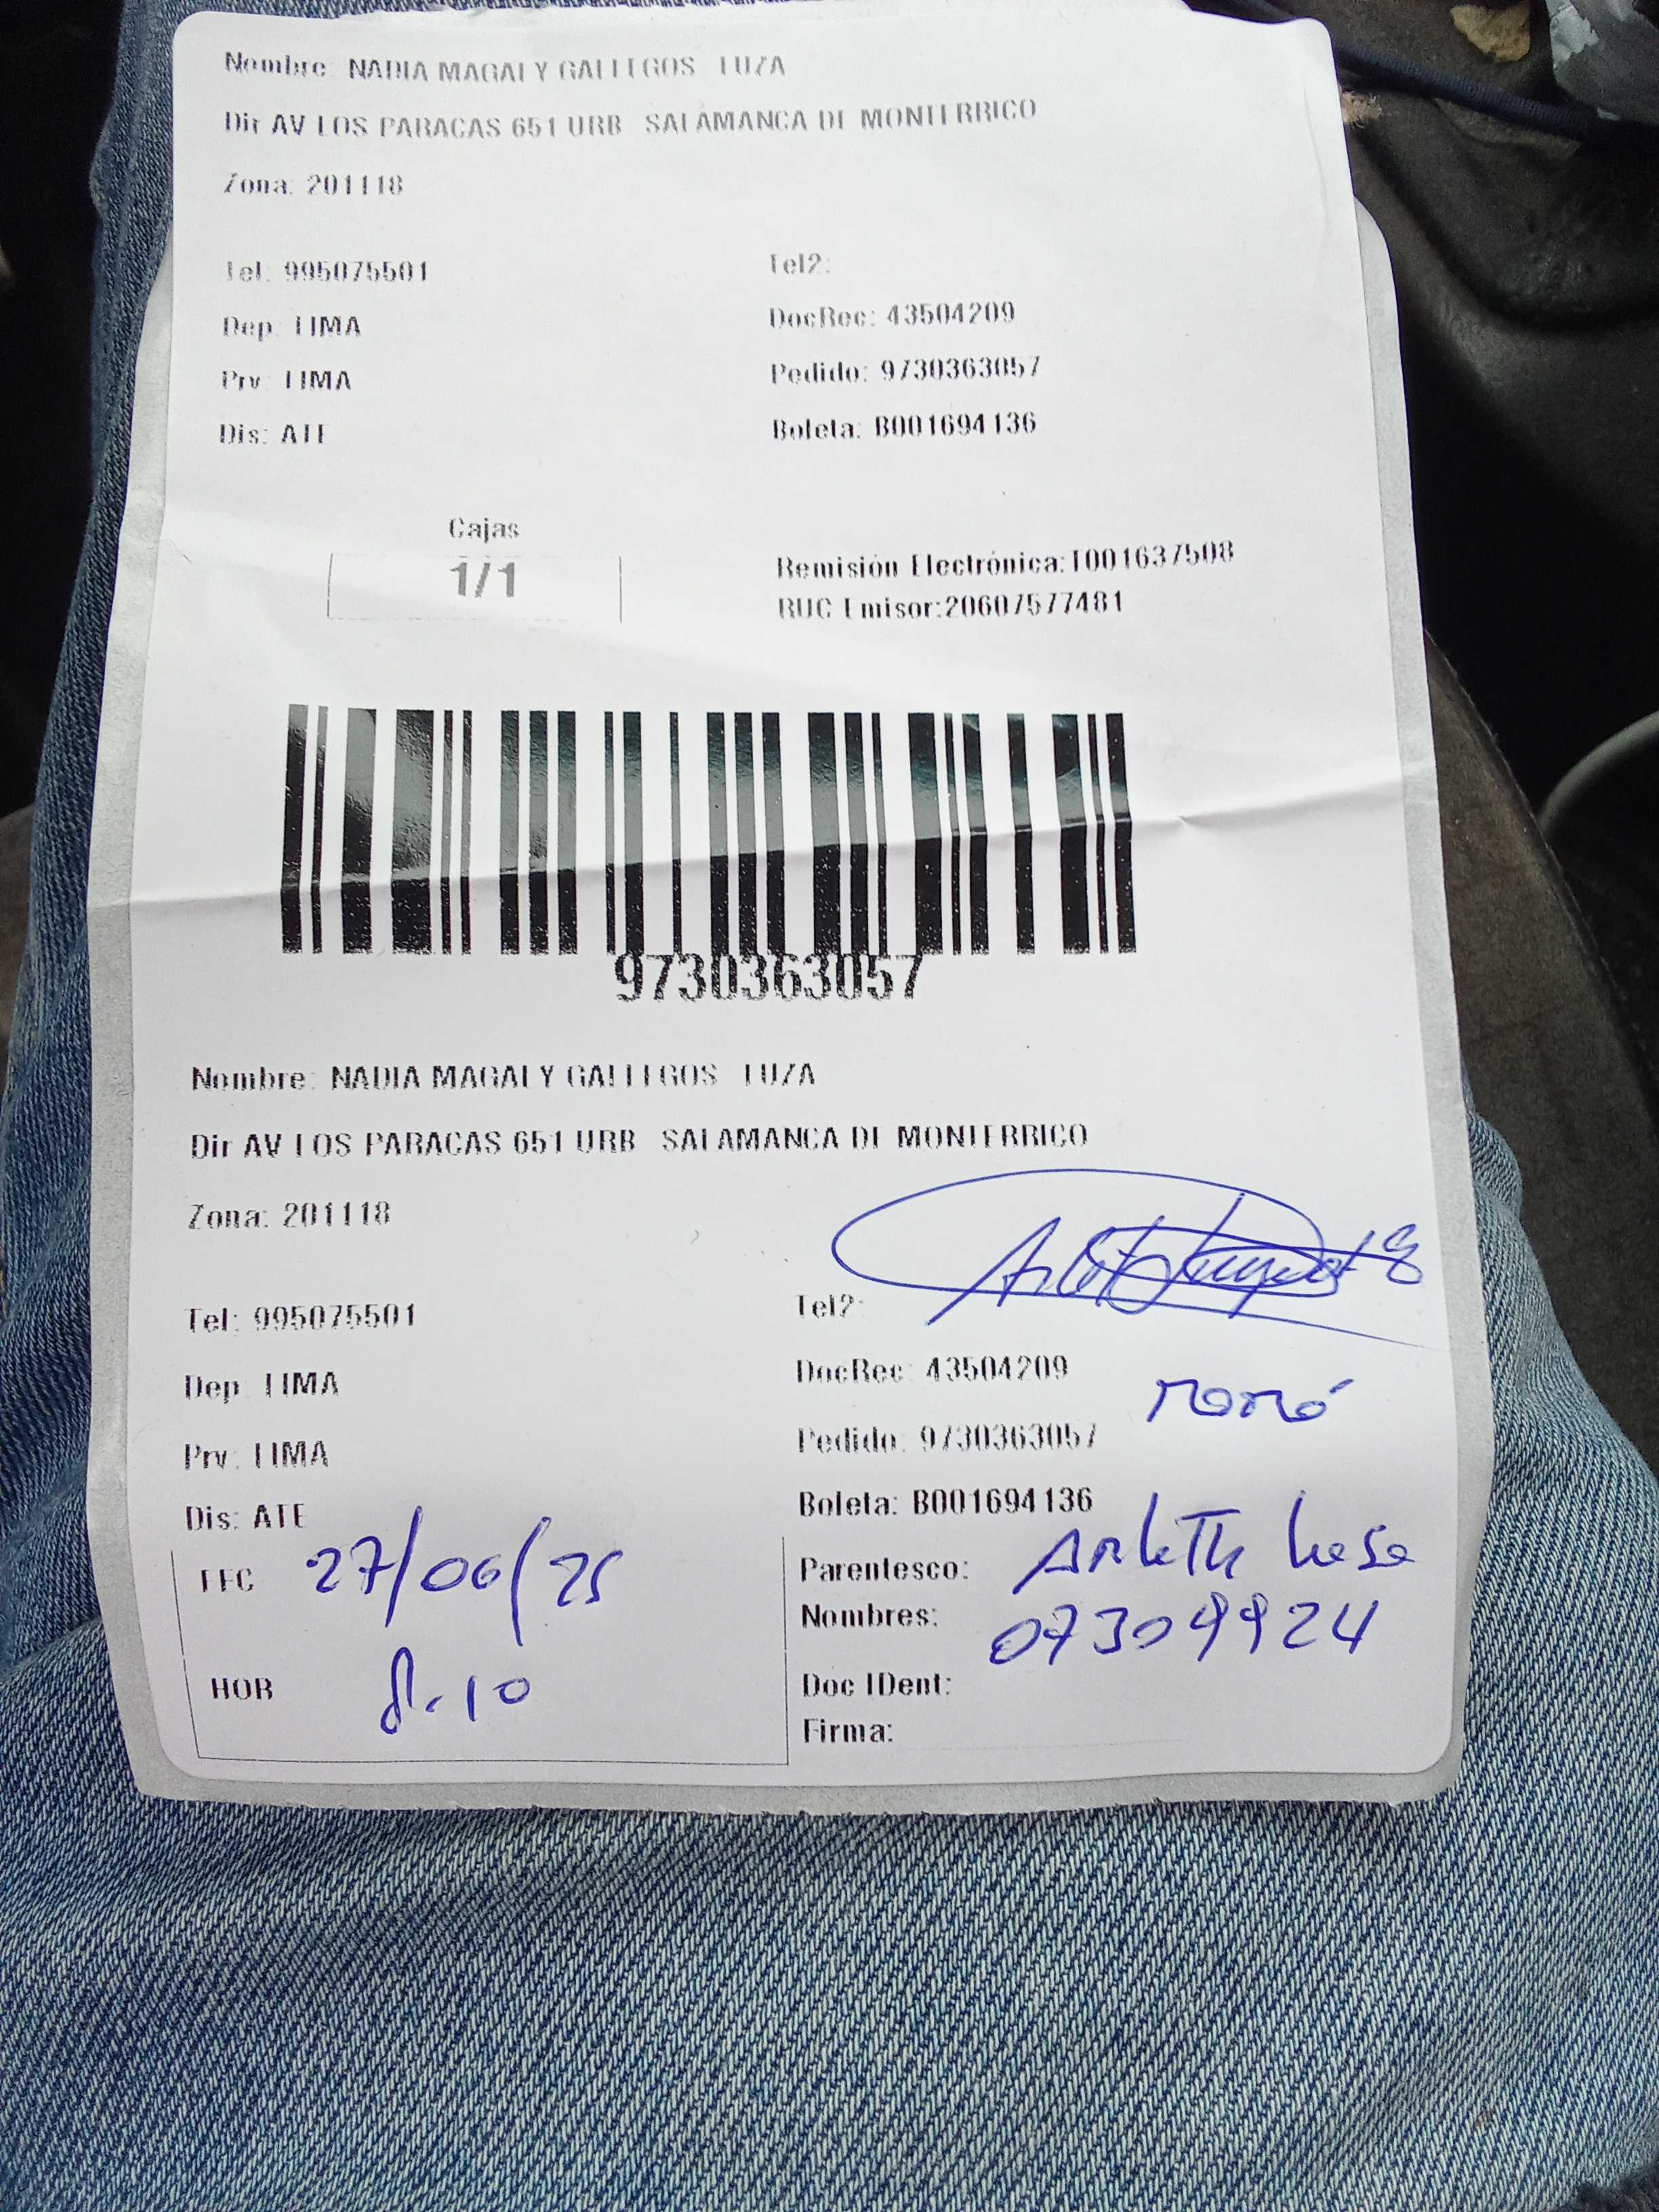 Nombre: NADIA MAGALY GALLEGOS LUZA
Dir AV LOS PARACAS 651 URB SALAMANCA DE MONTERRICO
Zona: 201118
Tel: 995075501 Tel2:
Dep: LIMA DocRec: 43504209
Prv: LIMA Pedido: 9730363057
Dis: ATE Boleta: B001694136
Cajas
1/1
Remisión Electrónica:T001637508
RUC Emisor:20607577481
9730363057
Nombre: NADIA MAGALY GALLEGOS LUZA
Dir AV LOS PARACAS 651 URB SALAMANCA DE MONTERRICO
Zona: 201118
Tel: 995075501 Tel2:
Dep: LIMA DocRec: 43504209
Prv: LIMA Pedido: 9730363057
Dis: ATE Boleta: B001694136
FEC 27/06/25 Parentesco: mamá
Nombres: Arleth
HOR 8:10 Doc IDent: 07309924
Firma: